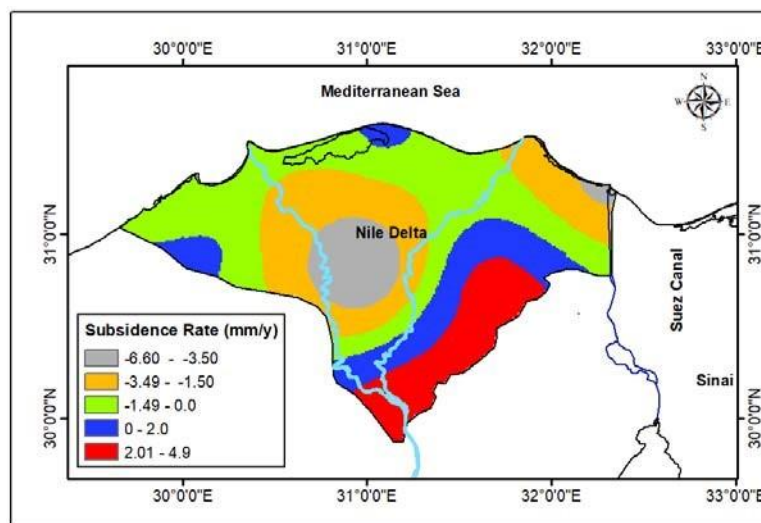 30°0'0"E 31°0'0"E 32°0'0"E 33°0'0"E
Mediterranean Sea
N
W E
S
Nile Delta
31°0'0"N
31°0'0"N
Suez Canal
Subsidence Rate (mm/y)
-6.60 - -3.50
-3.49 - -1.50
-1.49 - 0.0
0 - 2.0
2.01 - 4.9
Sinai
30°0'0"N
30°0'0"N
30°0'0"E 31°0'0"E 32°0'0"E 33°0'0"E